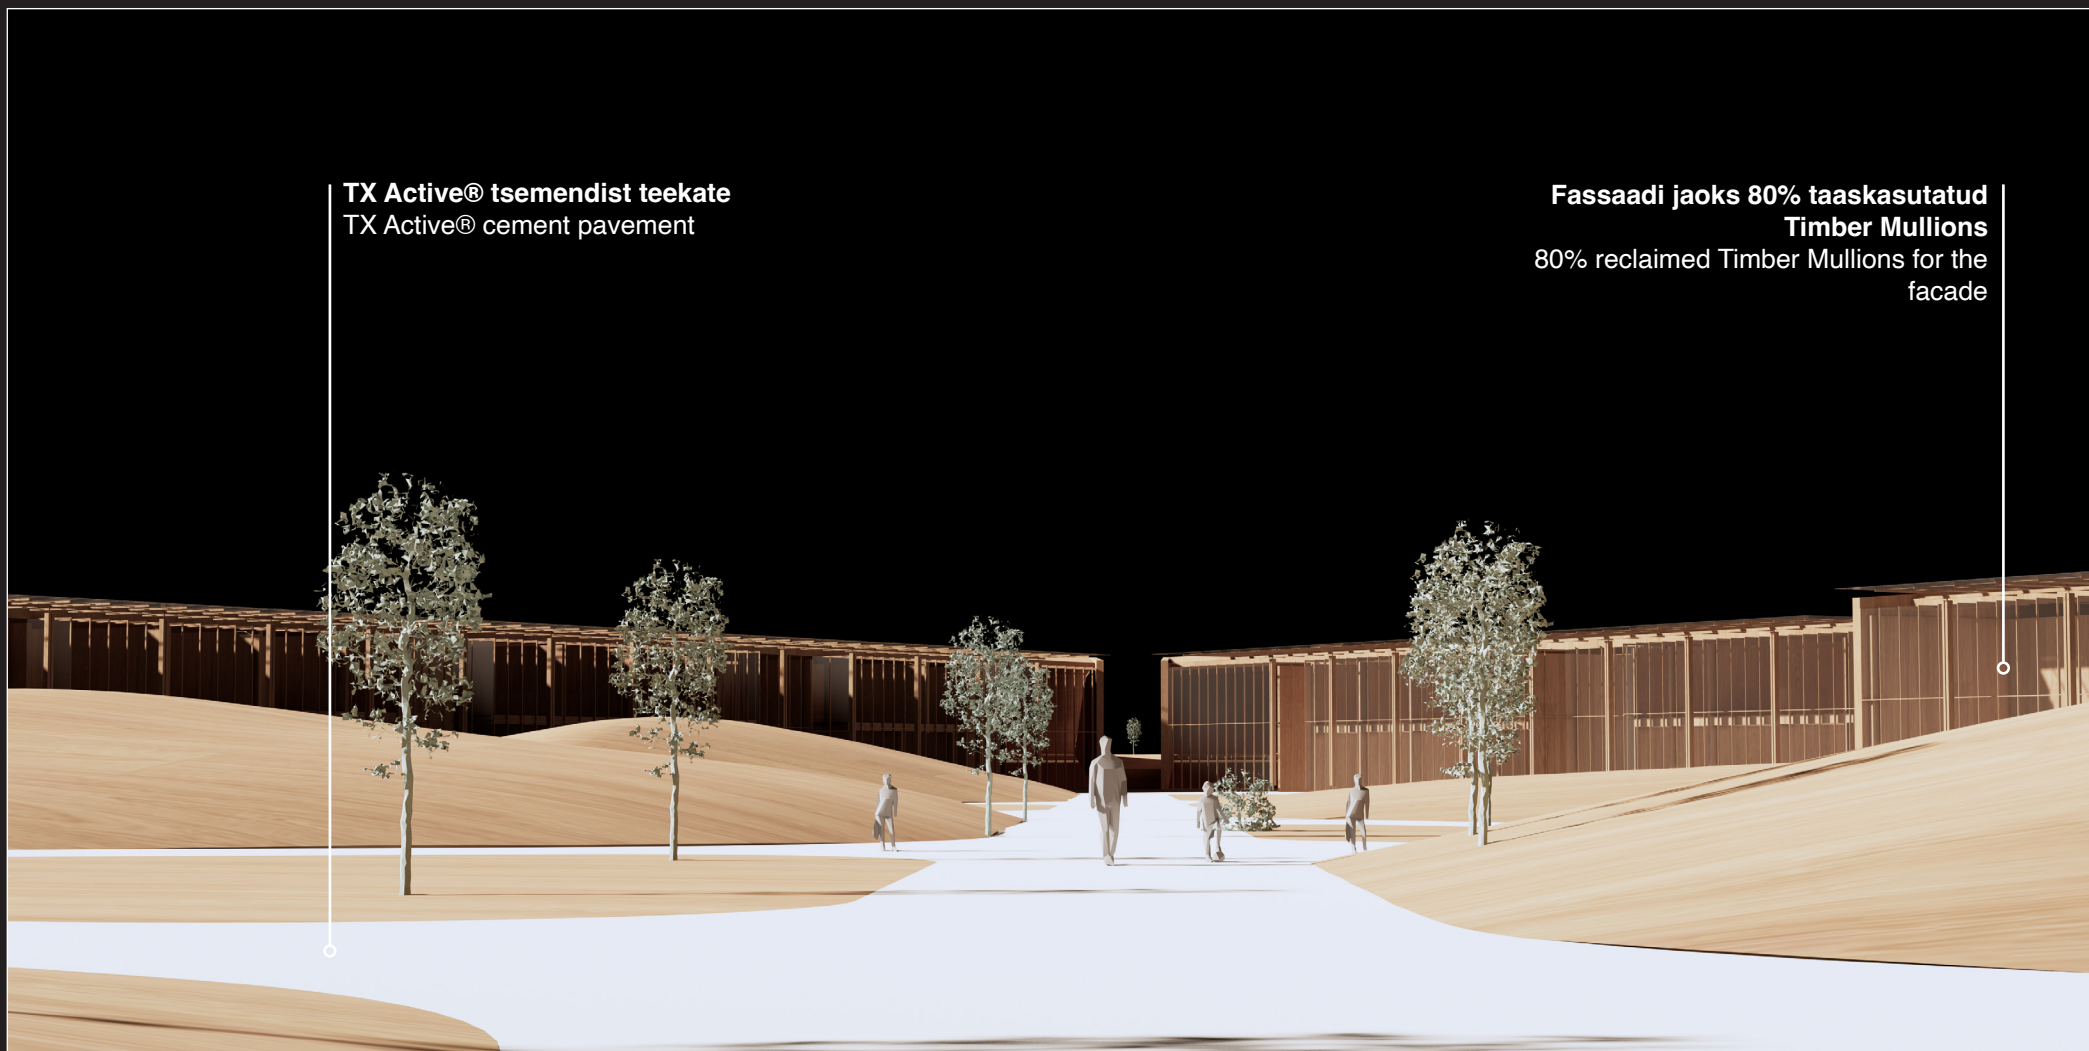 TX Active® tsemendist teekate
TX Active® cement pavement
Fassaadi jaoks 80% taaskasutatud
Timber Mullions
80% reclaimed Timber Mullions for the
facade